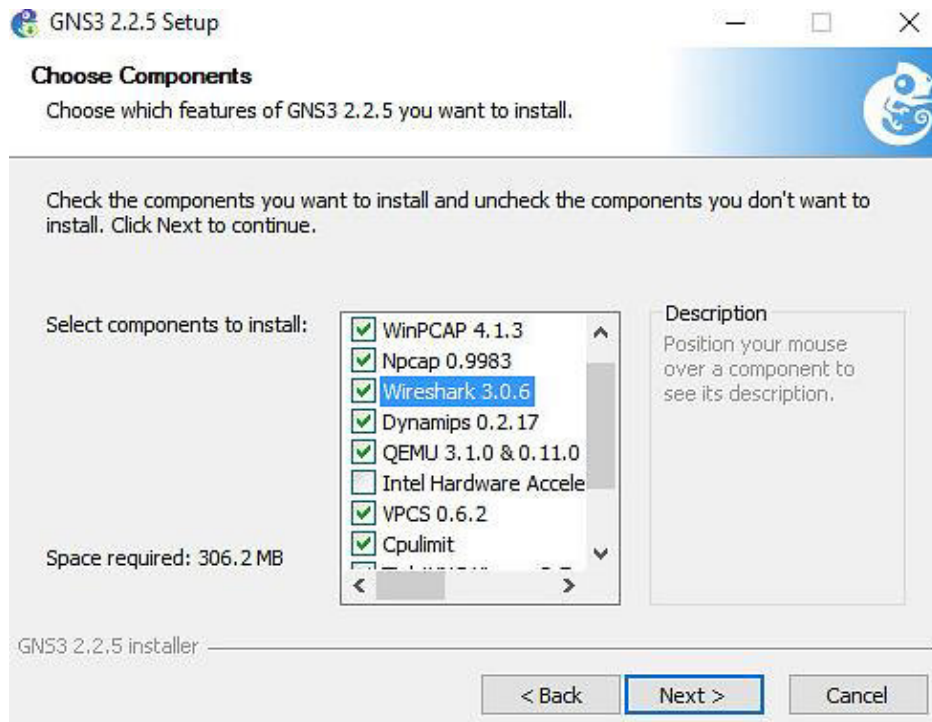 GNS3 2.2.5 Setup
Choose Components
Choose which features of GNS3 2.2.5 you want to install.
Check the components you want to install and uncheck the components you don't want to
install. Click Next to continue.
Select components to install:
WinPCAP 4.1.3
Npcap 0.9983
Wireshark 3.0.6
Dynamips 0.2.17
QEMU 3.1.0 & 0.11.0
Intel Hardware Accele
VPCS 0.6.2
Cpulimit
Description
Position your mouse
over a component to
see its description.
Space required: 306.2 MB
GNS3 2.2.5 installer
< Back
Next >
Cancel